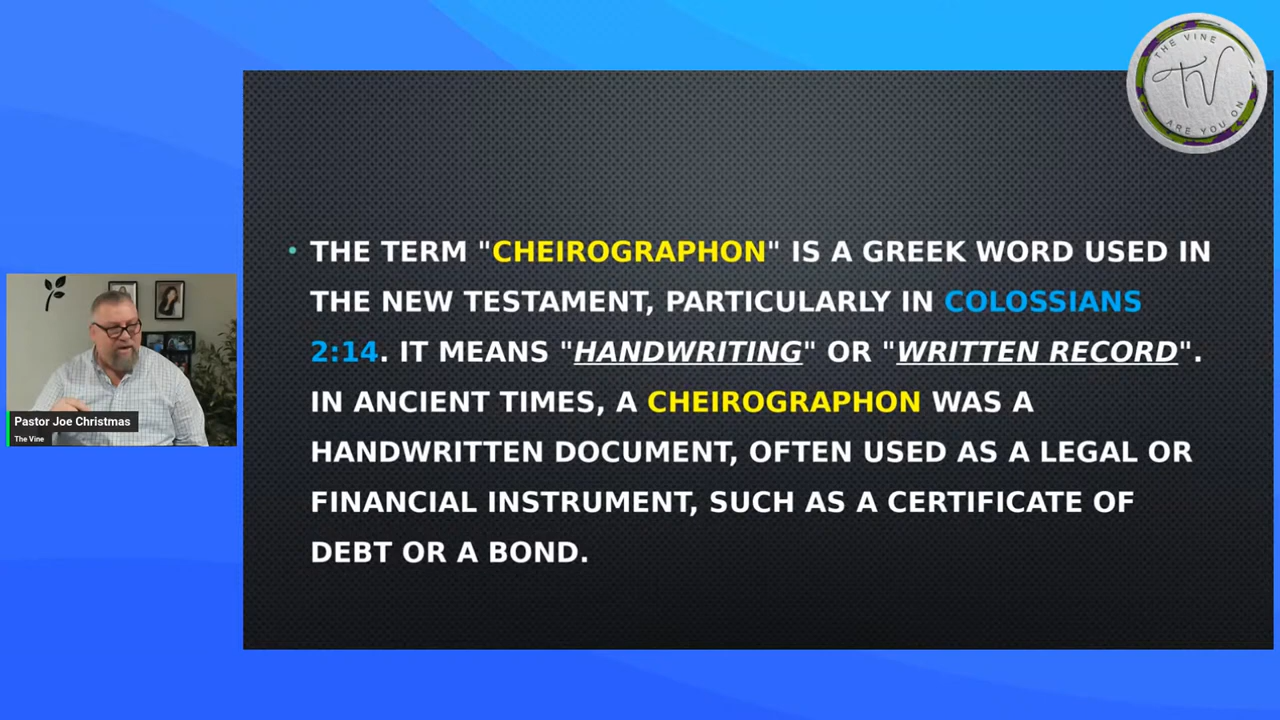 THE VINE
TV
ARE YOU ON
• THE TERM "CHEIROGRAPHON" IS A GREEK WORD USED IN
THE NEW TESTAMENT, PARTICULARLY IN COLOSSIANS
2:14. IT MEANS "HANDWRITING" OR "WRITTEN RECORD".
IN ANCIENT TIMES, A CHEIROGRAPHON WAS A
HANDWRITTEN DOCUMENT, OFTEN USED AS A LEGAL OR
FINANCIAL INSTRUMENT, SUCH AS A CERTIFICATE OF
DEBT OR A BOND.
Pastor Joe Christmas
The Vine